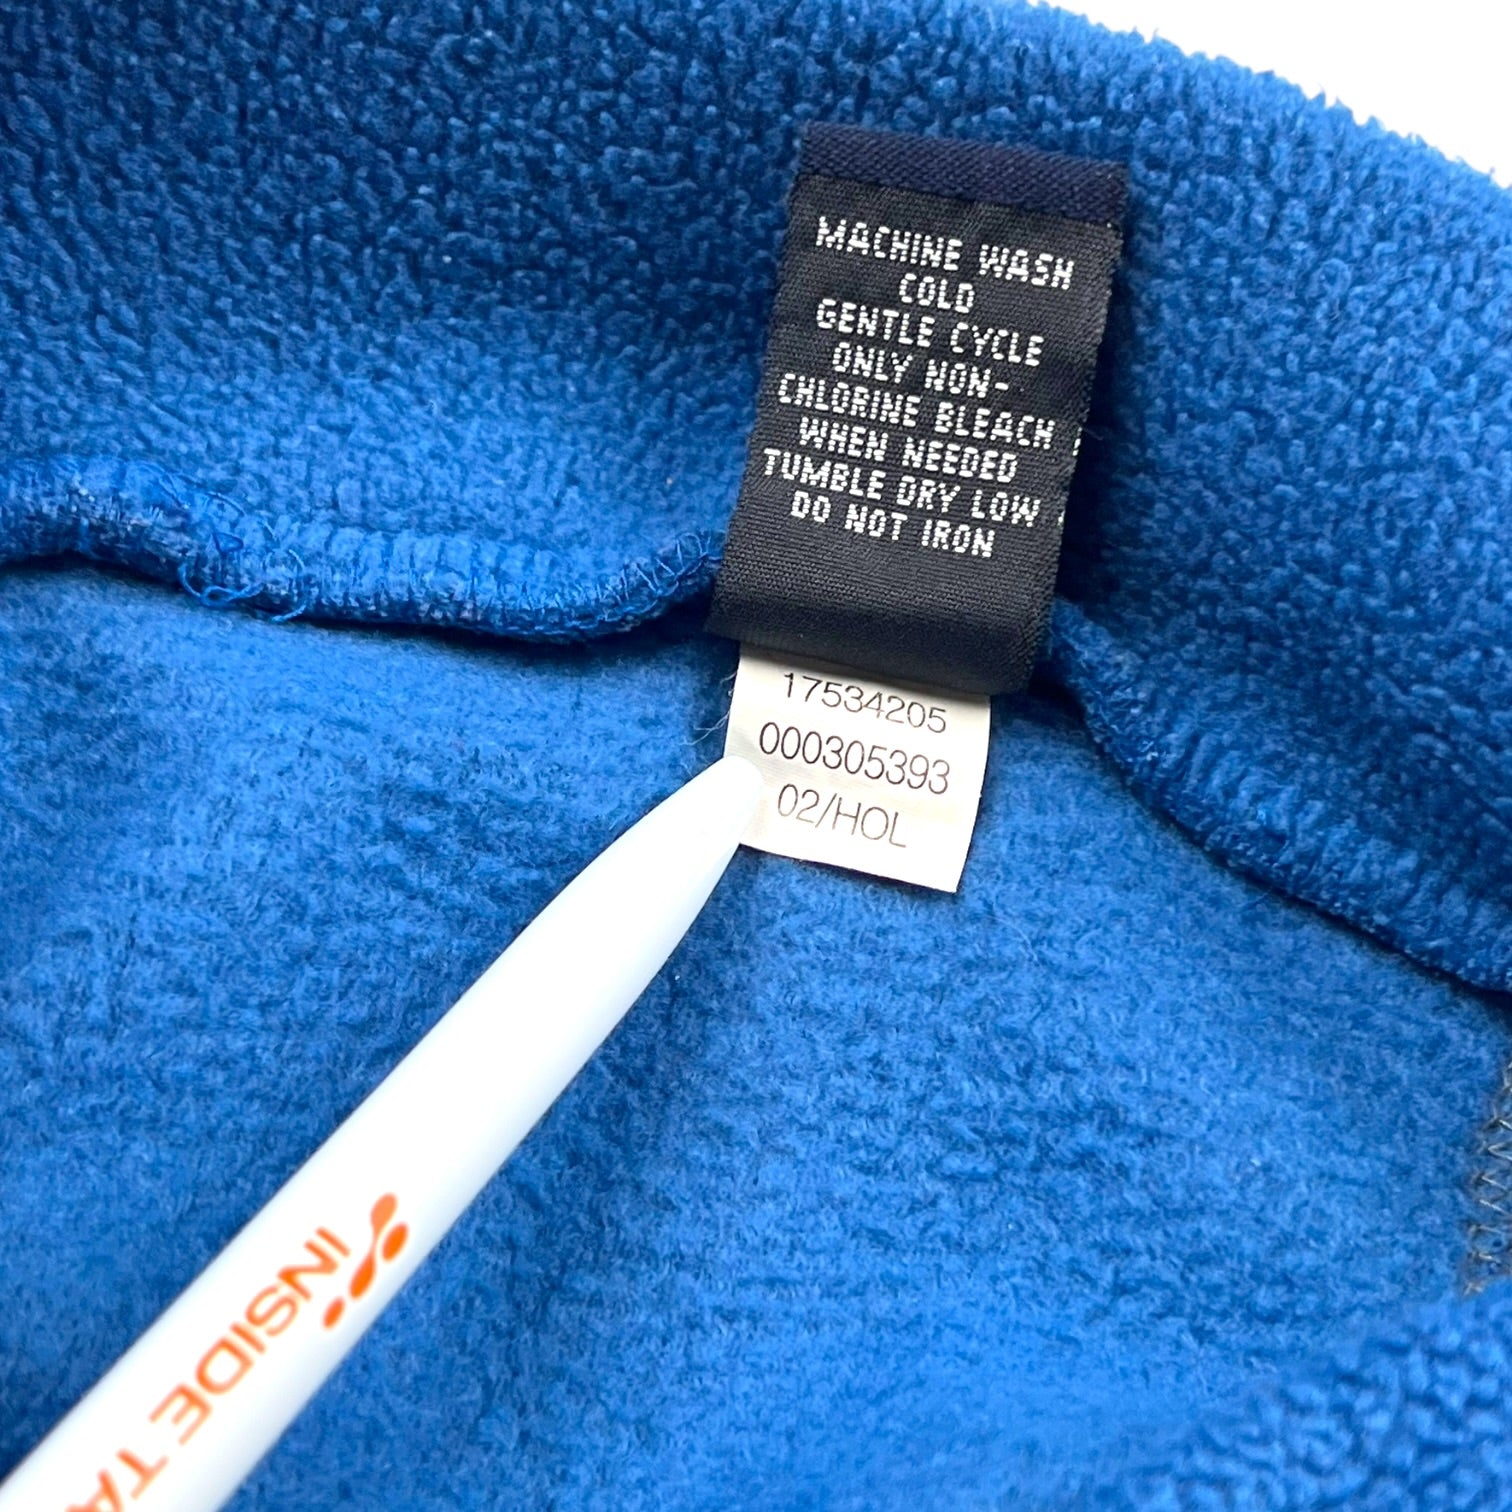 MACHINE WASH
COLD
GENTLE CYCLE
ONLY NON-
CHLORINE BLEACH
WHEN NEEDED
TUMBLE DRY LOW
DO NOT IRON
17534205
000305393
02/HOL
INSIDE TA